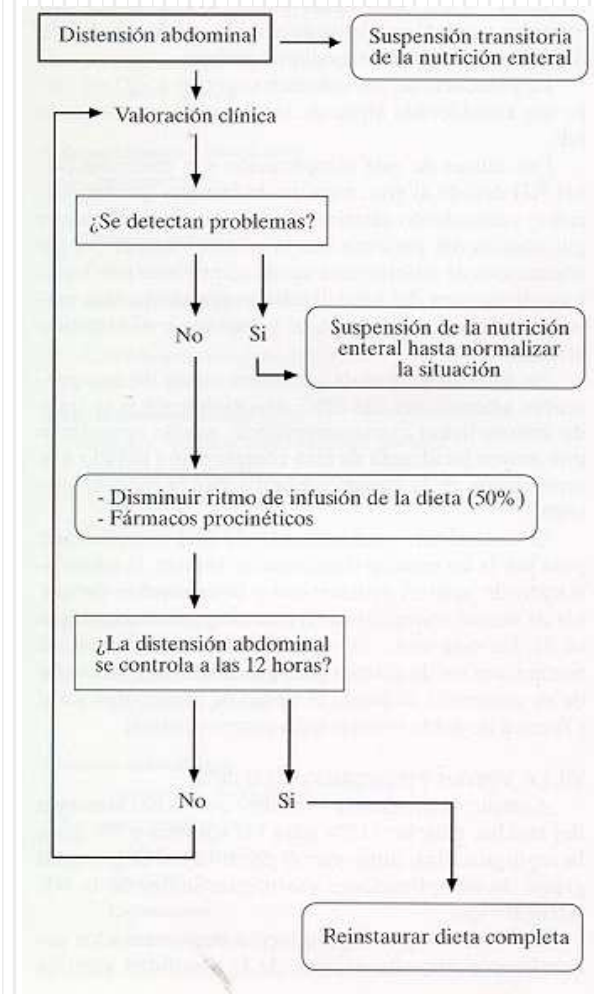 Distensión abdominal
Suspensión transitoria
de la nutrición enteral
Valoración clínica
¿Se detectan problemas?
No
Si
Suspensión de la nutrición
enteral hasta normalizar
la situación
- Disminuir ritmo de infusión de la dieta (50%)
- Fármacos procinéticos
¿La distensión abdominal
se controla a las 12 horas?
No
Si
Reinstaurar dieta completa